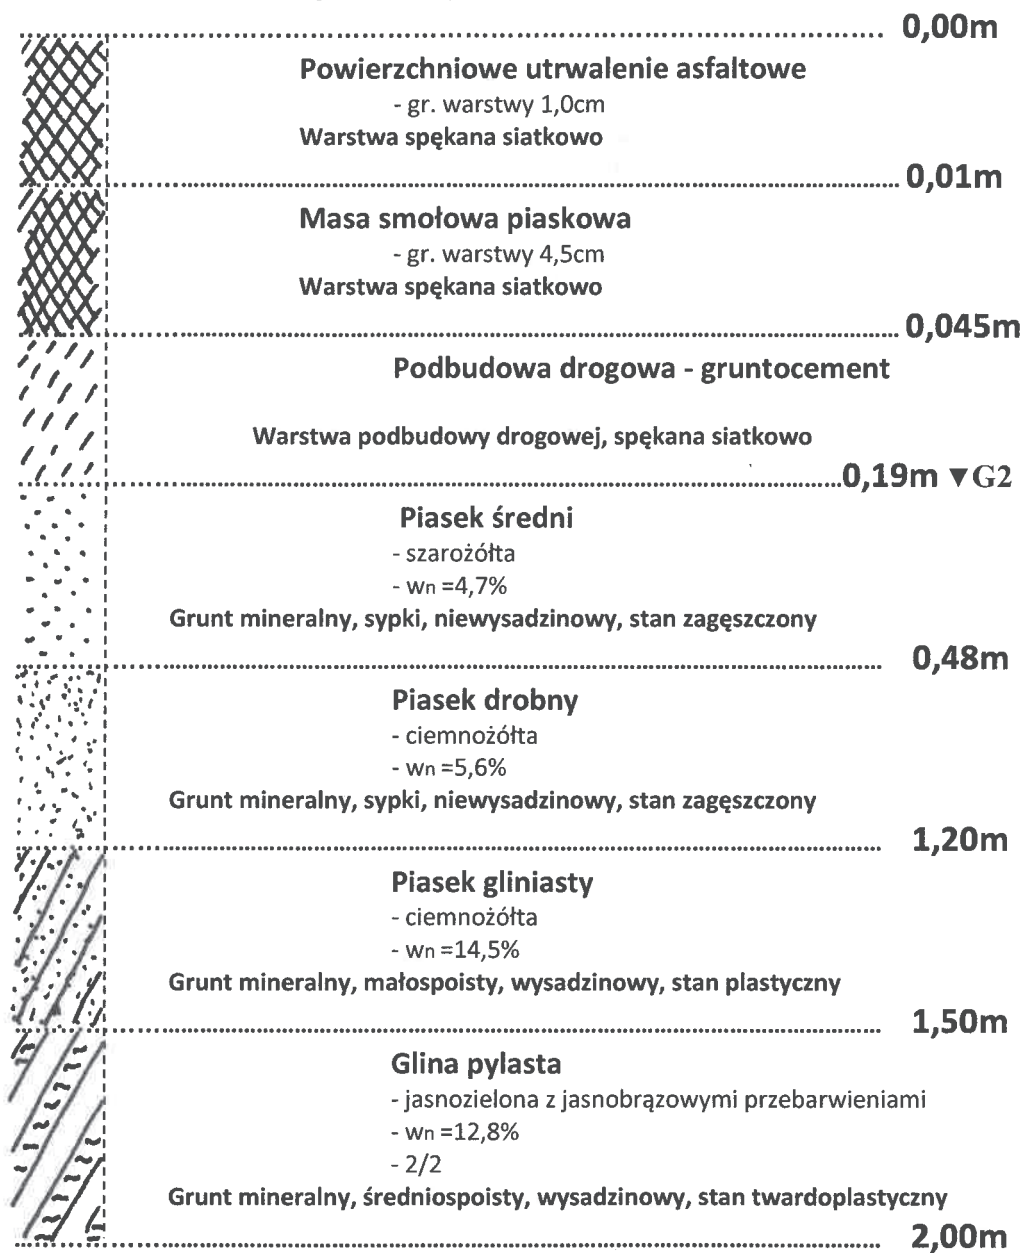 0,00m
Powierzchniowe utrwalenie asfaltowe
- gr. warstwy 1,0cm
Warstwa spękana siatkowo
0,01m
Masa smołowa piaskowa
- gr. warstwy 4,5cm
Warstwa spękana siatkowo
0,045m
Podbudowa drogowa - gruntocement
Warstwa podbudowy drogowej, spękana siatkowo
0,19m ▼G2
Piasek średni
- szarożółta
- wn =4,7%
Grunt mineralny, sypki, niewysadzinowy, stan zagęszczony
0,48m
Piasek drobny
- ciemnożółta
- wn =5,6%
Grunt mineralny, sypki, niewysadzinowy, stan zagęszczony
1,20m
Piasek gliniasty
- ciemnożółta
- wn =14,5%
Grunt mineralny, małospoisty, wysadzinowy, stan plastyczny
1,50m
Glina pylasta
- jasnozielona z jasnobrązowymi przebarwieniami
- wn =12,8%
- 2/2
Grunt mineralny, średniospoisty, wysadzinowy, stan twardoplastyczny
2,00m